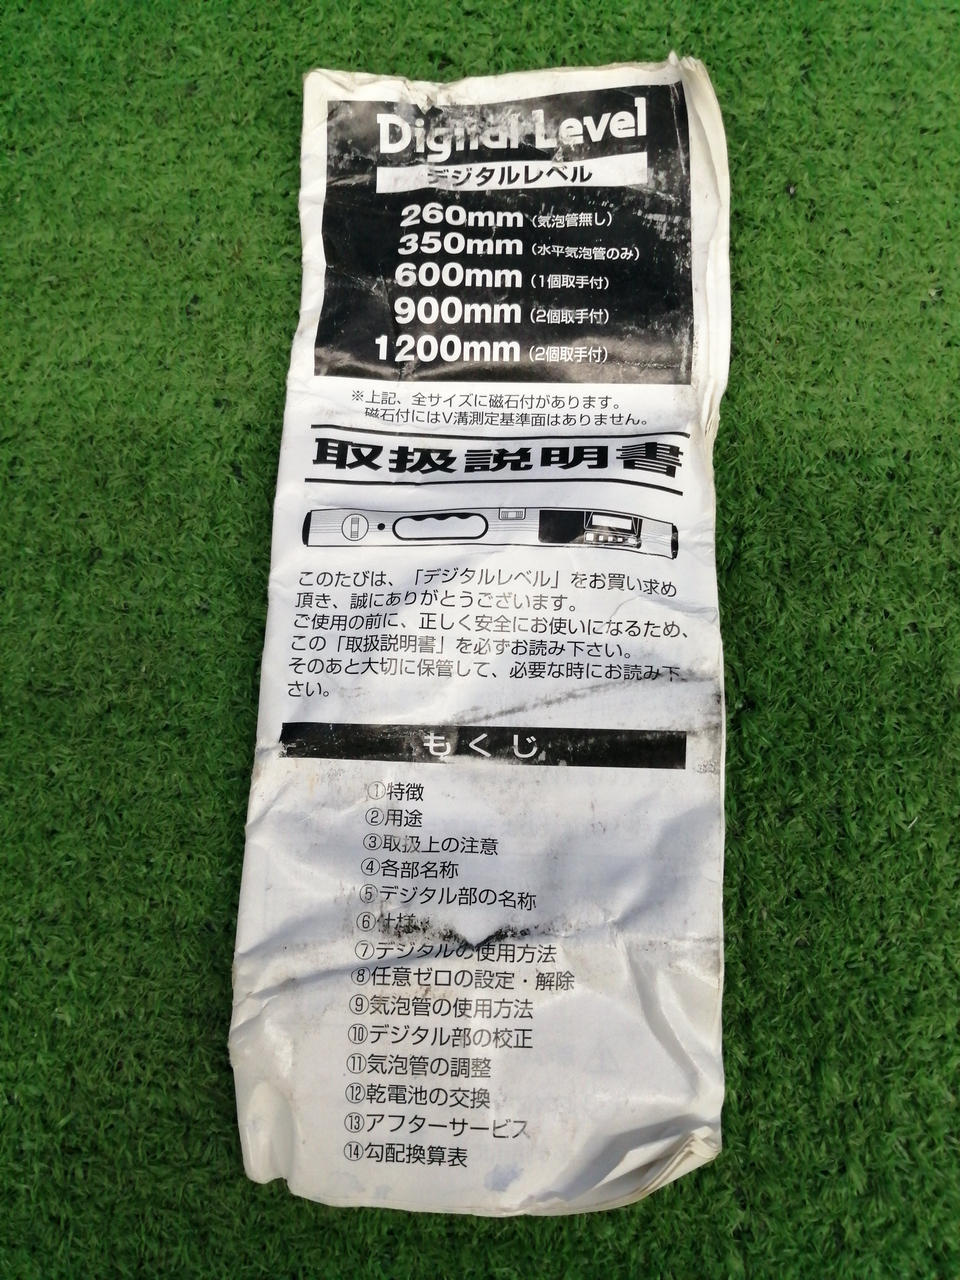 Digital Level
デジタルレベル
260mm（気泡管無し）
350mm（水平気泡管のみ）
600mm（1個取手付）
900mm（2個取手付）
1200mm（2個取手付）
※上記、全サイズに磁石付があります。
磁石付にはV溝測定基準面はありません。
取扱説明書
このたびは、「デジタルレベル」をお買い求め
頂き、誠にありがとうございます。
ご使用の前に、正しく安全にお使いになるため、
この「取扱説明書」を必ずお読み下さい。
そのあと大切に保管して、必要な時にお読み下
さい。
もくじ
①特徴
②用途
③取扱上の注意
④各部名称
⑤デジタル部の名称
⑥仕様
⑦デジタルの使用方法
⑧任意ゼロの設定・解除
⑨気泡管の使用方法
⑩デジタル部の校正
⑪気泡管の調整
⑫乾電池の交換
⑬アフターサービス
⑭勾配換算表